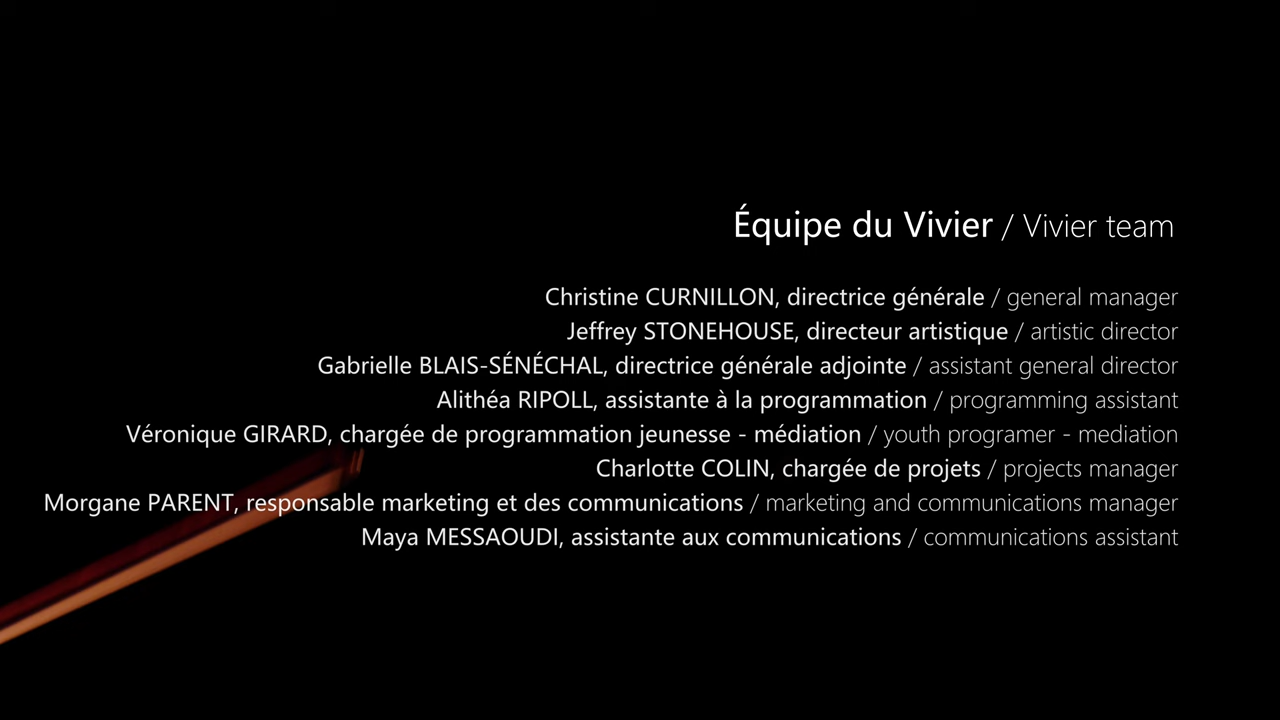 Équipe du Vivier / Vivier team
Christine CURNILLON, directrice générale / general manager
Jeffrey STONEHOUSE, directeur artistique / artistic director
Gabrielle BLAIS-SÉNÉCHAL, directrice générale adjointe / assistant general director
Alithéa RIPOLL, assistante à la programmation / programming assistant
Véronique GIRARD, chargée de programmation jeunesse - médiation / youth programer - mediation
Charlotte COLIN, chargée de projets / projects manager
Morgane PARENT, responsable marketing et des communications / marketing and communications manager
Maya MESSAOUDI, assistante aux communications / communications assistant